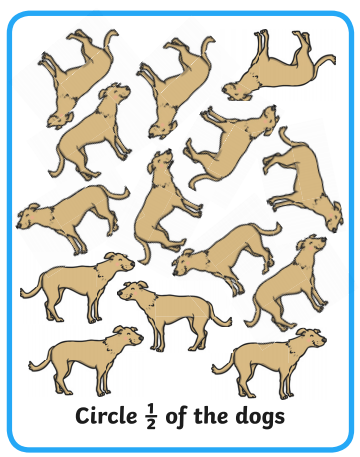 Circle 1/2 of the dogs